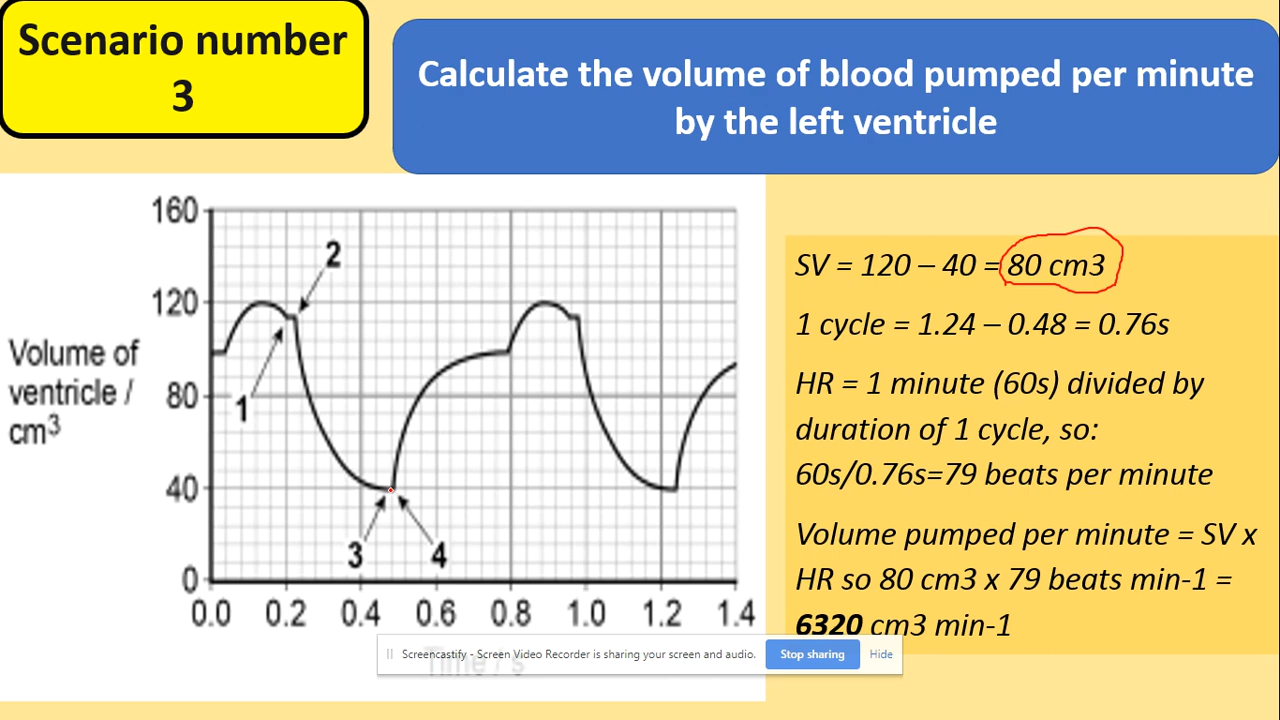 Scenario number
3
Calculate the volume of blood pumped per minute
by the left ventricle
160
120
80
40
0
Volume of
ventricle /
cm3
1
2
3
4
0.0 0.2 0.4 0.6 0.8 1.0 1.2 1.4
Time / s
SV = 120 – 40 = 80 cm3
1 cycle = 1.24 – 0.48 = 0.76s
HR = 1 minute (60s) divided by
duration of 1 cycle, so:
60s/0.76s=79 beats per minute
Volume pumped per minute = SV x
HR so 80 cm3 x 79 beats min-1 =
6320 cm3 min-1
Screencastify - Screen Video Recorder is sharing your screen and audio.
Stop sharing
Hide